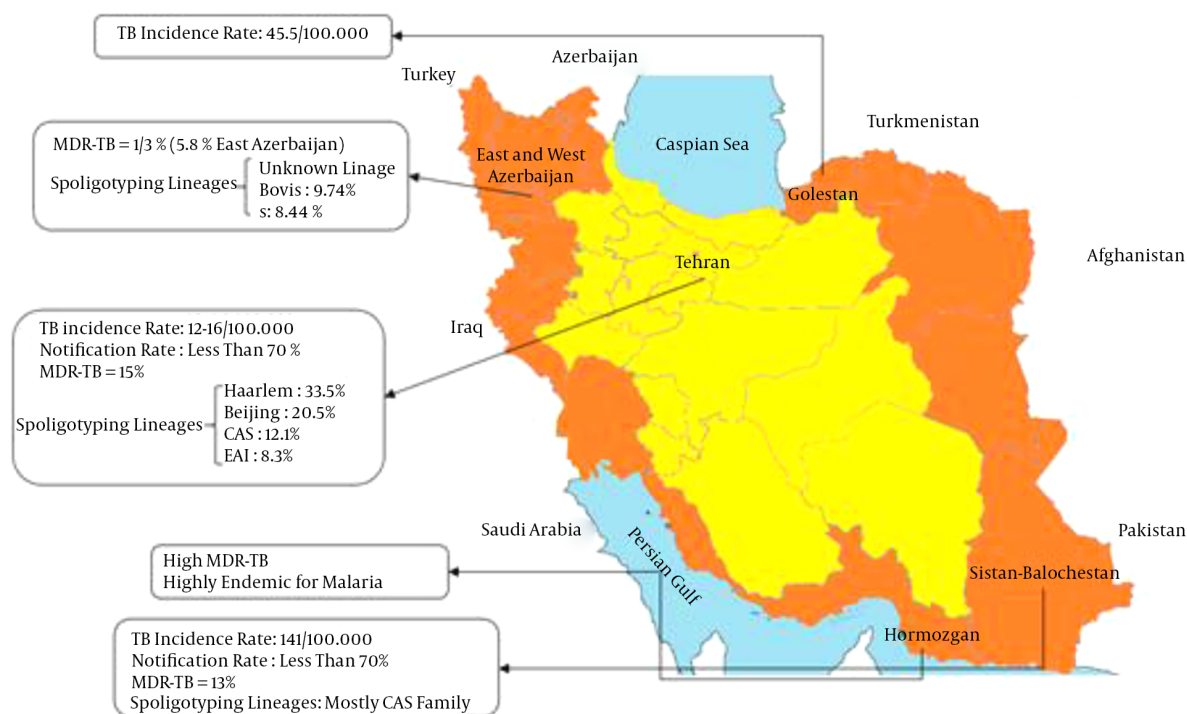 TB Incidence Rate: 45.5/100.000
Azerbaijan
Turkey
Turkmenistan
Caspian Sea
MDR-TB = 1/3 % (5.8 % East Azerbaijan)
Spoligotyping Lineages
Unknown Linage
Bovis : 9.74%
s: 8.44 %
East and West
Azerbaijan
Golestan
Afghanistan
Tehran
Iraq
TB incidence Rate: 12-16/100.000
Notification Rate : Less Than 70 %
MDR-TB = 15%
Spoligotyping Lineages
Haarlem : 33.5%
Beijing : 20.5%
CAS : 12.1%
EAI : 8.3%
Saudi Arabia
Persian Gulf
Pakistan
High MDR-TB
Highly Endemic for Malaria
Sistan-Balochestan
Hormozgan
TB Incidence Rate: 141/100.000
Notification Rate : Less Than 70%
MDR-TB = 13%
Spoligotyping Lineages: Mostly CAS Family